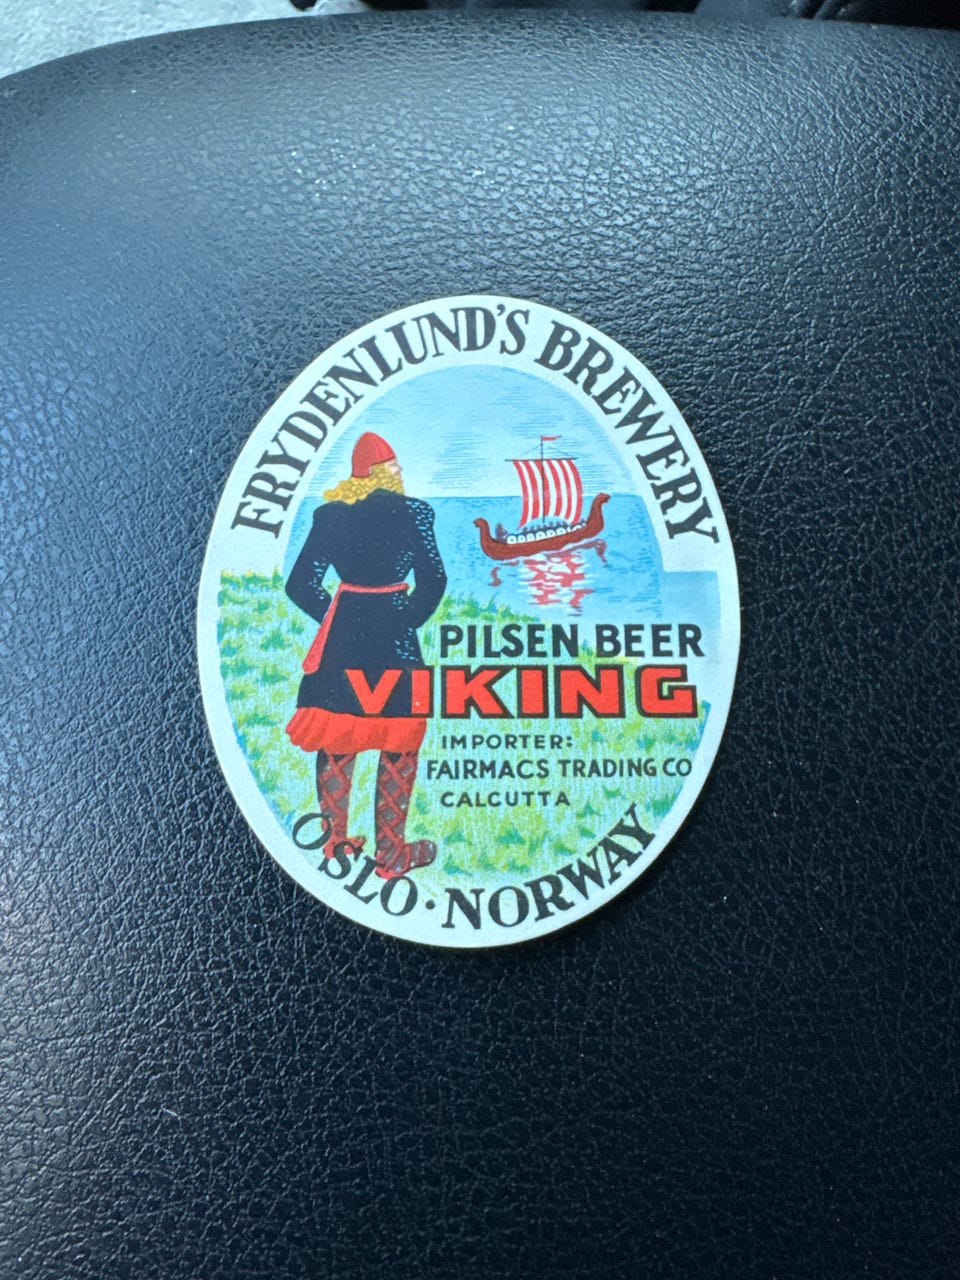 FRYDENLUND'S BREWERY
PILSEN BEER
VIKING
IMPORTER:
FAIRMACS TRADING CO
CALCUTTA
OSLO · NORWAY